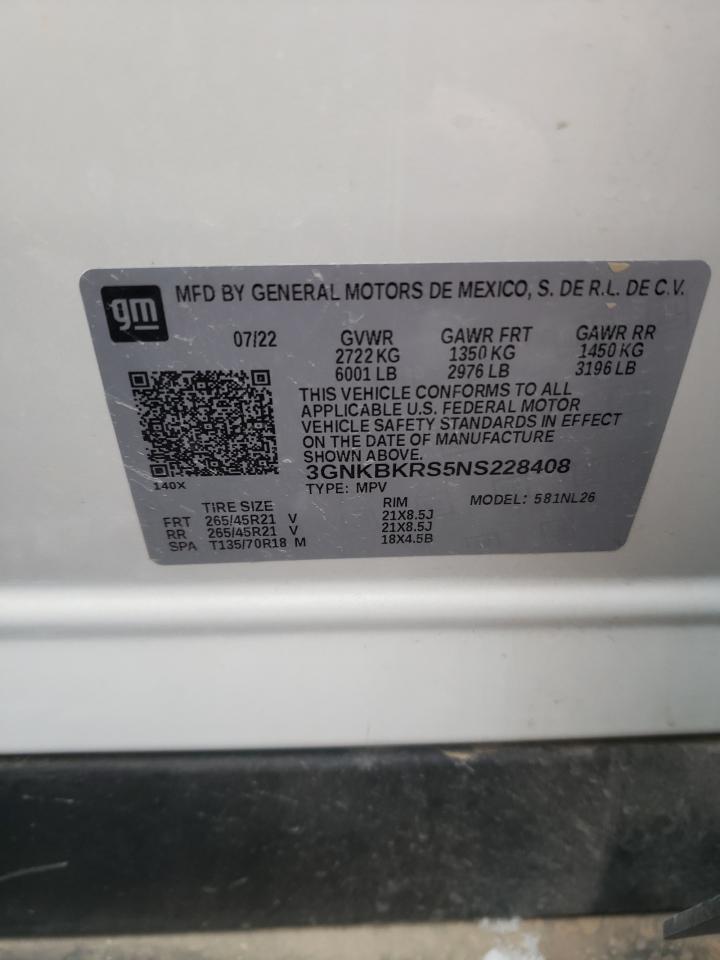 gm MFD BY GENERAL MOTORS DE MEXICO, S. DE R.L. DE C.V.
07/22 GVWR GAWR FRT GAWR RR
2722 KG 1350 KG 1450 KG
6001 LB 2976 LB 3196 LB
THIS VEHICLE CONFORMS TO ALL
APPLICABLE U.S. FEDERAL MOTOR
VEHICLE SAFETY STANDARDS IN EFFECT
ON THE DATE OF MANUFACTURE
SHOWN ABOVE.
3GNKBKRS5NS228408
140X TYPE: MPV MODEL: 581NL26
TIRE SIZE RIM
FRT 265/45R21 V 21X8.5J
RR 265/45R21 V 21X8.5J
SPA T135/70R18 M 18X4.5B